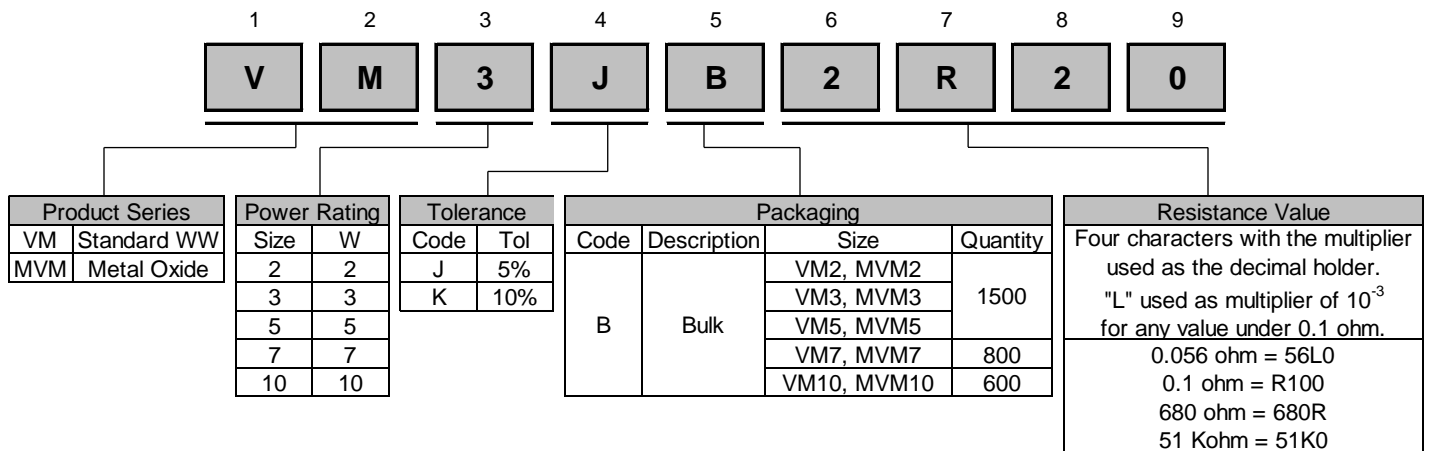 1 2 3 4 5 6 7 8 9
V M 3 J B 2 R 2 0
Product Series
VM Standard WW
MVM Metal Oxide
Power Rating
Size W
2 2
3 3
5 5
7 7
10 10
Tolerance
Code Tol
J 5%
K 10%
Packaging
Code Description Size Quantity
B Bulk
VM2, MVM2
VM3, MVM3
VM5, MVM5
1500
VM7, MVM7 800
VM10, MVM10 600
Resistance Value
Four characters with the multiplier
used as the decimal holder.
"L" used as multiplier of 10⁻³
for any value under 0.1 ohm.
0.056 ohm = 56L0
0.1 ohm = R100
680 ohm = 680R
51 Kohm = 51K0